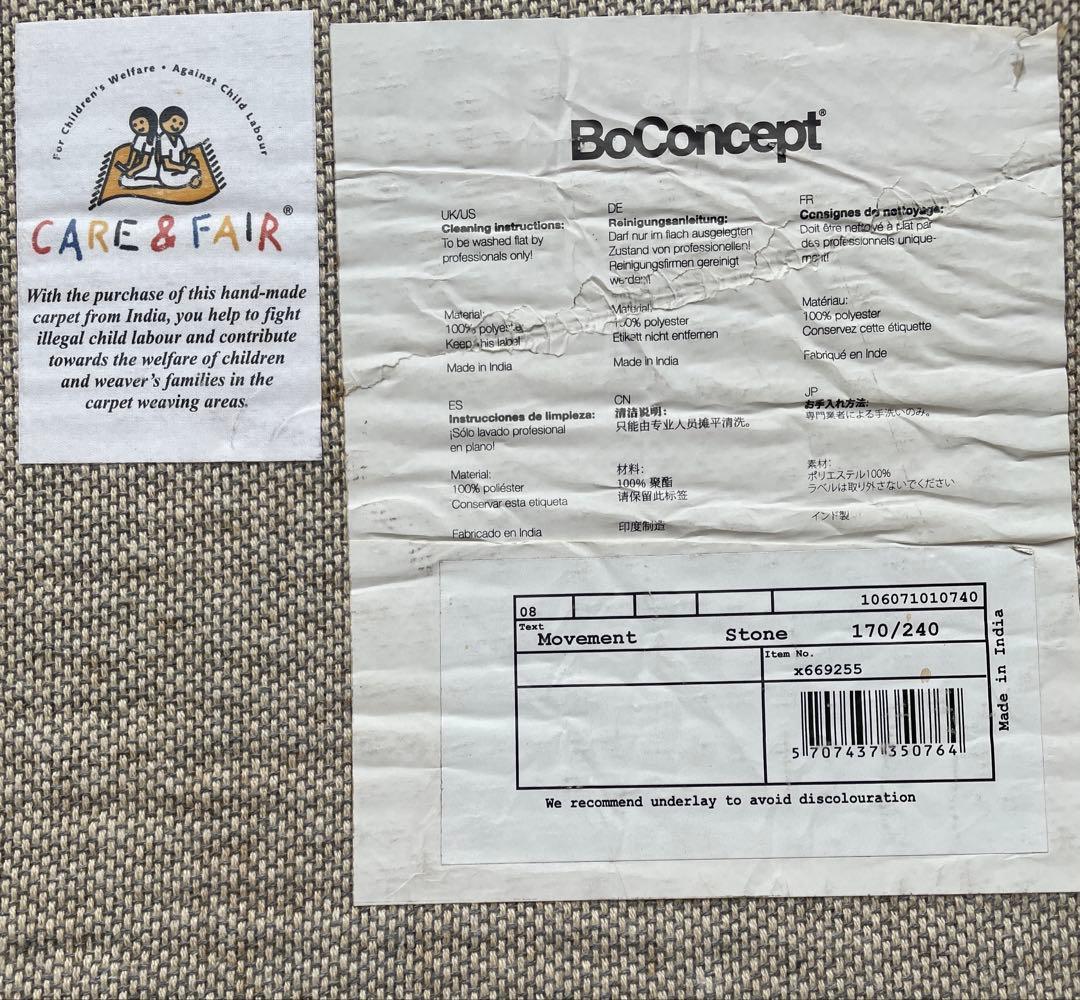 For Children's Welfare • Against Child Labour
CARE & FAIR®
With the purchase of this hand-made
carpet from India, you help to fight
illegal child labour and contribute
towards the welfare of children
and weaver's families in the
carpet weaving areas.
BoConcept®
UK/US
Cleaning instructions:
To be washed flat by
professionals only!
Material:
100% polyester
Keep this label
Made in India
DE
Reinigungsanleitung:
Darf nur im flach ausgelegten
Zustand von professionellen
Reinigungsfirmen gereinigt
werden!
Material:
100% polyester
Etikett nicht entfernen
Made in India
FR
Consignes de nettoyage:
Doit être nettoyé à plat par
des professionnels unique-
ment!
Matériau:
100% polyester
Conservez cette étiquette
Fabriqué en Inde
ES
Instrucciones de limpieza:
¡Sólo lavado profesional
en plano!
Material:
100% poliéster
Conservar esta etiqueta
Fabricado en India
CN
清洁说明:
只能由专业人员摊平清洗。
材料:
100% 聚酯
请保留此标签
印度制造
JP
お手入れ方法:
専門業者による手洗いのみ。
素材:
ポリエステル100%
ラベルは取り外さないでください
インド製
08 106071010740
Text
Movement Stone 170/240
Item No.
x669255
5 707437 350764
Made in India
We recommend underlay to avoid discolouration